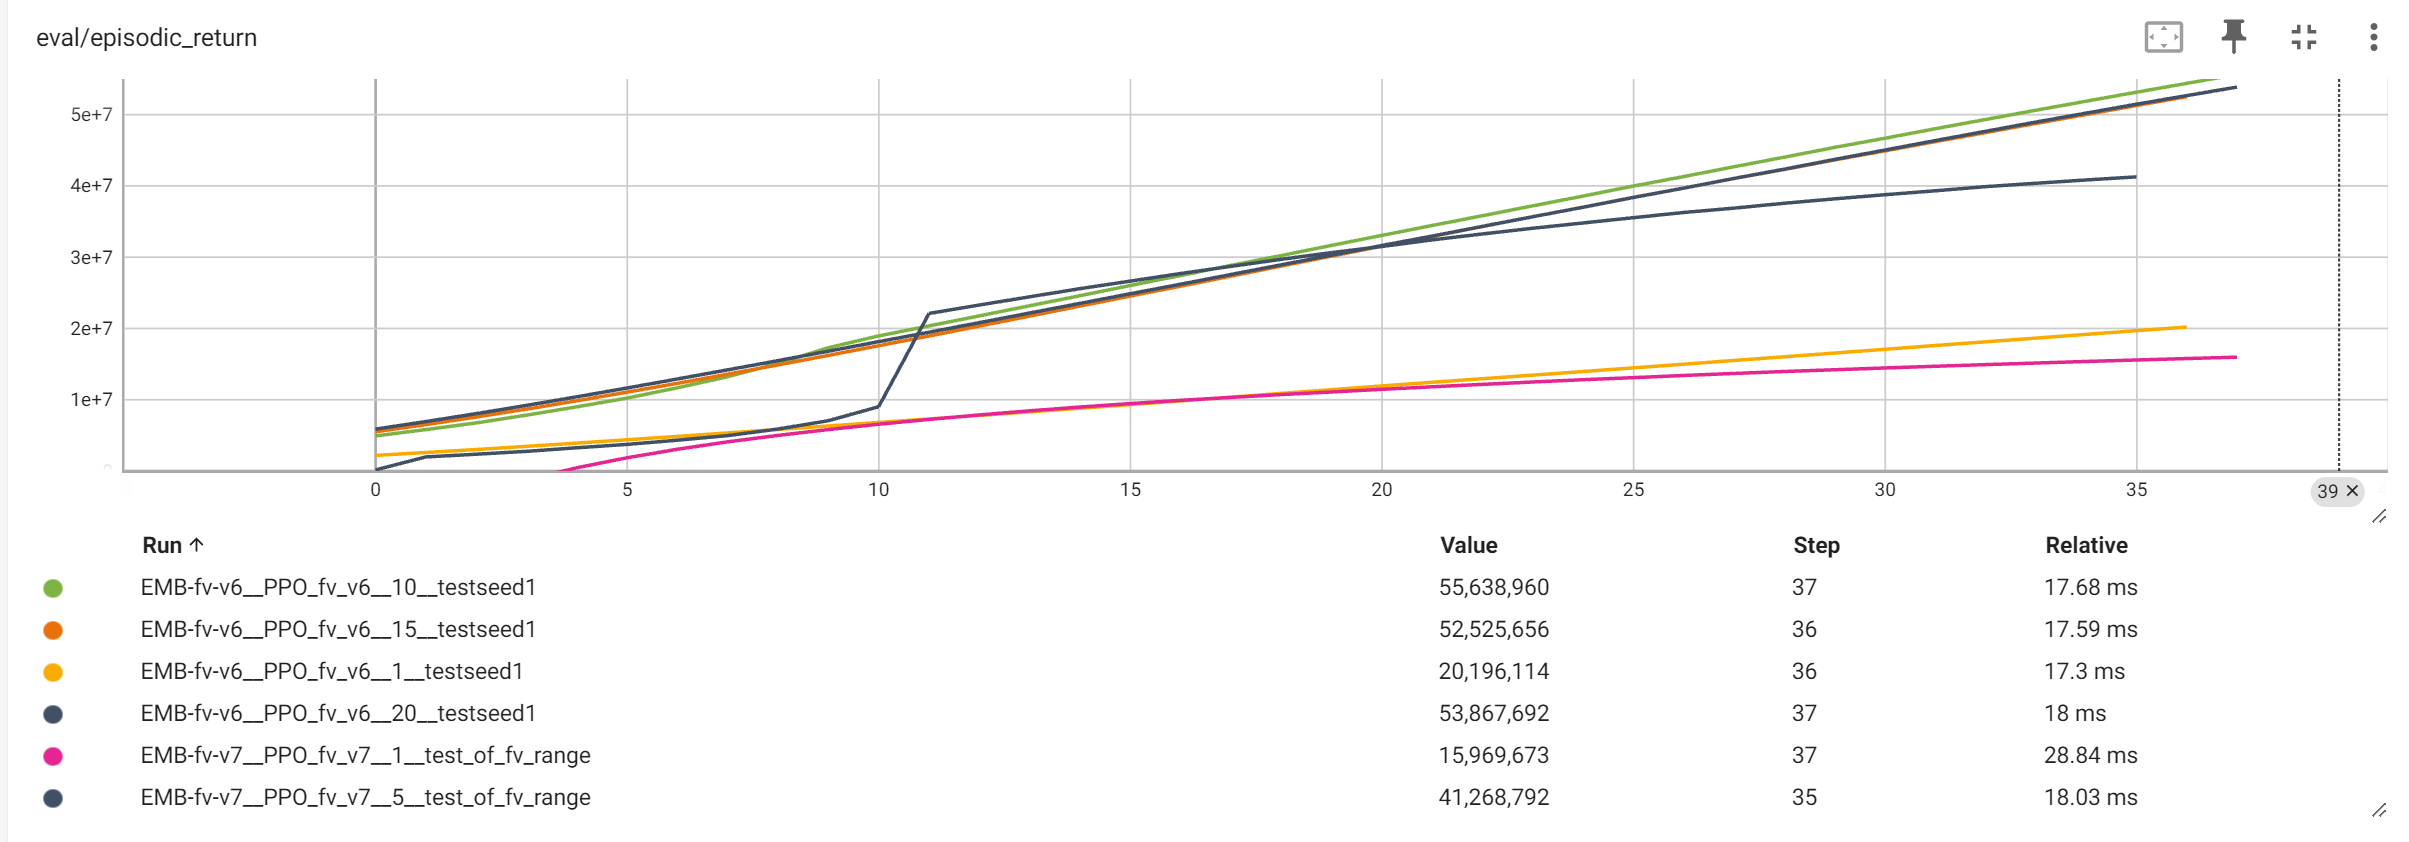 eval/episodic_return
5e+7
4e+7
3e+7
2e+7
1e+7
0 5 10 15 20 25 30 35 39 ✕
Run ↑ Value Step Relative
EMB-fv-v6__PPO_fv_v6__10__testseed1 55,638,960 37 17.68 ms
EMB-fv-v6__PPO_fv_v6__15__testseed1 52,525,656 36 17.59 ms
EMB-fv-v6__PPO_fv_v6__1__testseed1 20,196,114 36 17.3 ms
EMB-fv-v6__PPO_fv_v6__20__testseed1 53,867,692 37 18 ms
EMB-fv-v7__PPO_fv_v7__1__test_of_fv_range 15,969,673 37 28.84 ms
EMB-fv-v7__PPO_fv_v7__5__test_of_fv_range 41,268,792 35 18.03 ms